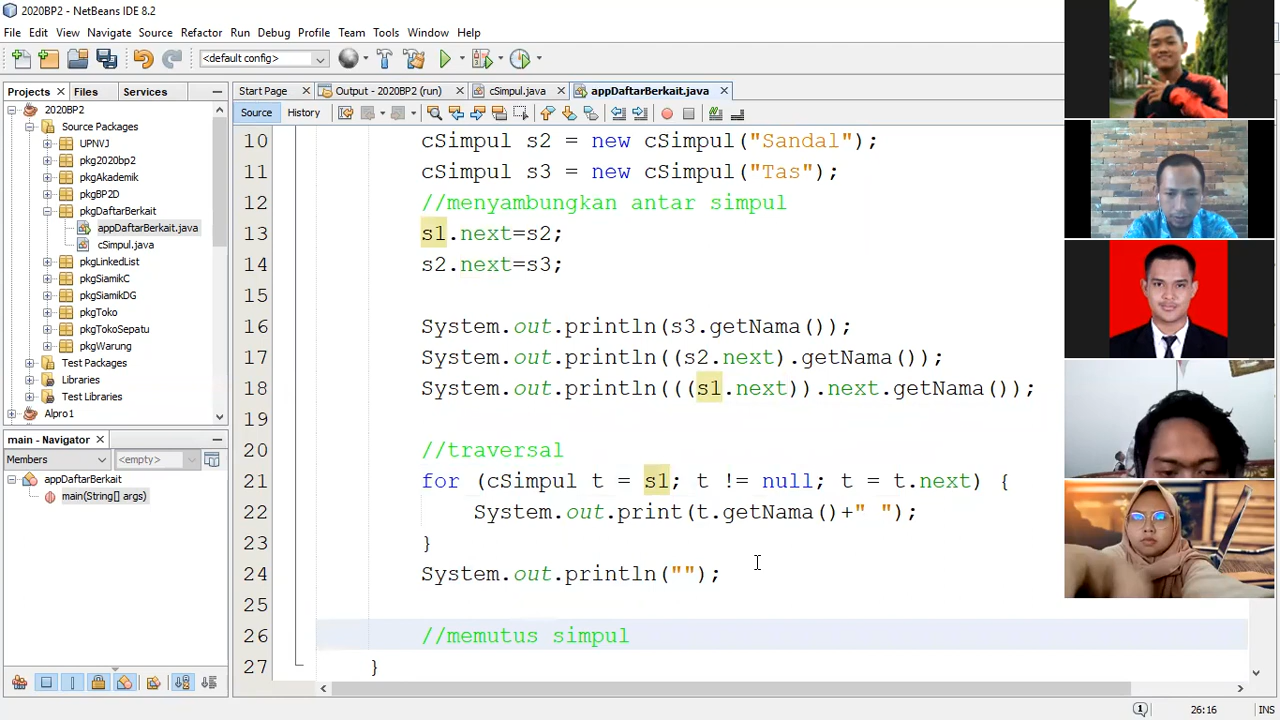 2020BP2 - NetBeans IDE 8.2
File Edit View Navigate Source Refactor Run Debug Profile Team Tools Window Help
<default config>
Projects Files Services
2020BP2
Source Packages
UPNVJ
pkg2020bp2
pkgAkademik
pkgBP2D
pkgDaftarBerkait
appDaftarBerkait.java
cSimpul.java
pkgLinkedList
pkgSiamikC
pkgSiamikDG
pkgToko
pkgTokoSepatu
pkgWarung
Test Packages
Libraries
Test Libraries
Alpro1
main - Navigator
Members <empty>
appDaftarBerkait
main(String[] args)
Start Page Output - 2020BP2 (run) cSimpul.java appDaftarBerkait.java
Source History
10 cSimpul s2 = new cSimpul("Sandal");
11 cSimpul s3 = new cSimpul("Tas");
12 //menyambungkan antar simpul
13 s1.next=s2;
14 s2.next=s3;
15
16 System.out.println(s3.getNama());
17 System.out.println((s2.next).getNama());
18 System.out.println(((s1.next)).next.getNama());
19
20 //traversal
21 for (cSimpul t = s1; t != null; t = t.next) {
22 System.out.print(t.getNama()+" ");
23 }
24 System.out.println("");
25
26 //memutus simpul
27 }
1 26:16 INS